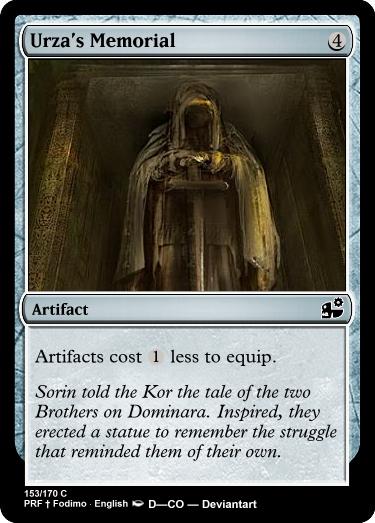 Urza's Memorial 4
Artifact
Artifacts cost 1 less to equip.
Sorin told the Kor the tale of the two
Brothers on Dominara. Inspired, they
erected a statue to remember the struggle
that reminded them of their own.
153/170 C
PRF † Fodimo · English D—CO — Deviantart